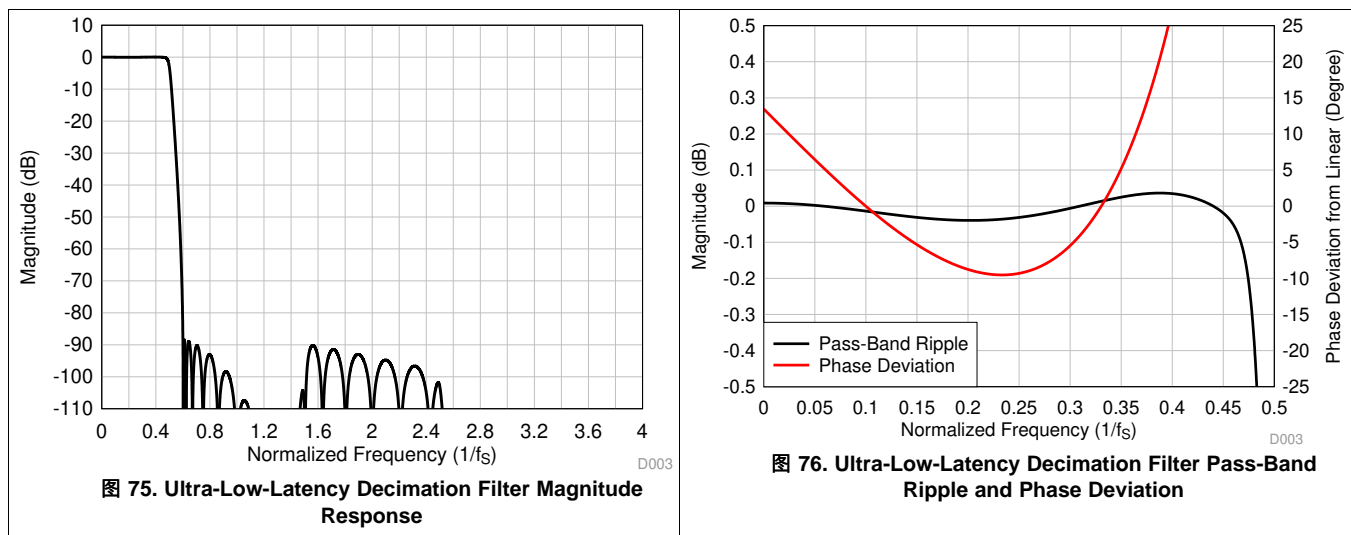 10
0
-10
-20
-30
-40
-50
-60
-70
-80
-90
-100
-110
Magnitude (dB)
0 0.4 0.8 1.2 1.6 2 2.4 2.8 3.2 3.6 4
Normalized Frequency (1/fS)
D003
图 75. Ultra-Low-Latency Decimation Filter Magnitude
Response
0.5
0.4
0.3
0.2
0.1
0
-0.1
-0.2
-0.3
-0.4
-0.5
Magnitude (dB)
25
20
15
10
5
0
-5
-10
-15
-20
-25
Phase Deviation from Linear (Degree)
Pass-Band Ripple
Phase Deviation
0 0.05 0.1 0.15 0.2 0.25 0.3 0.35 0.4 0.45 0.5
Normalized Frequency (1/fS)
D003
图 76. Ultra-Low-Latency Decimation Filter Pass-Band
Ripple and Phase Deviation